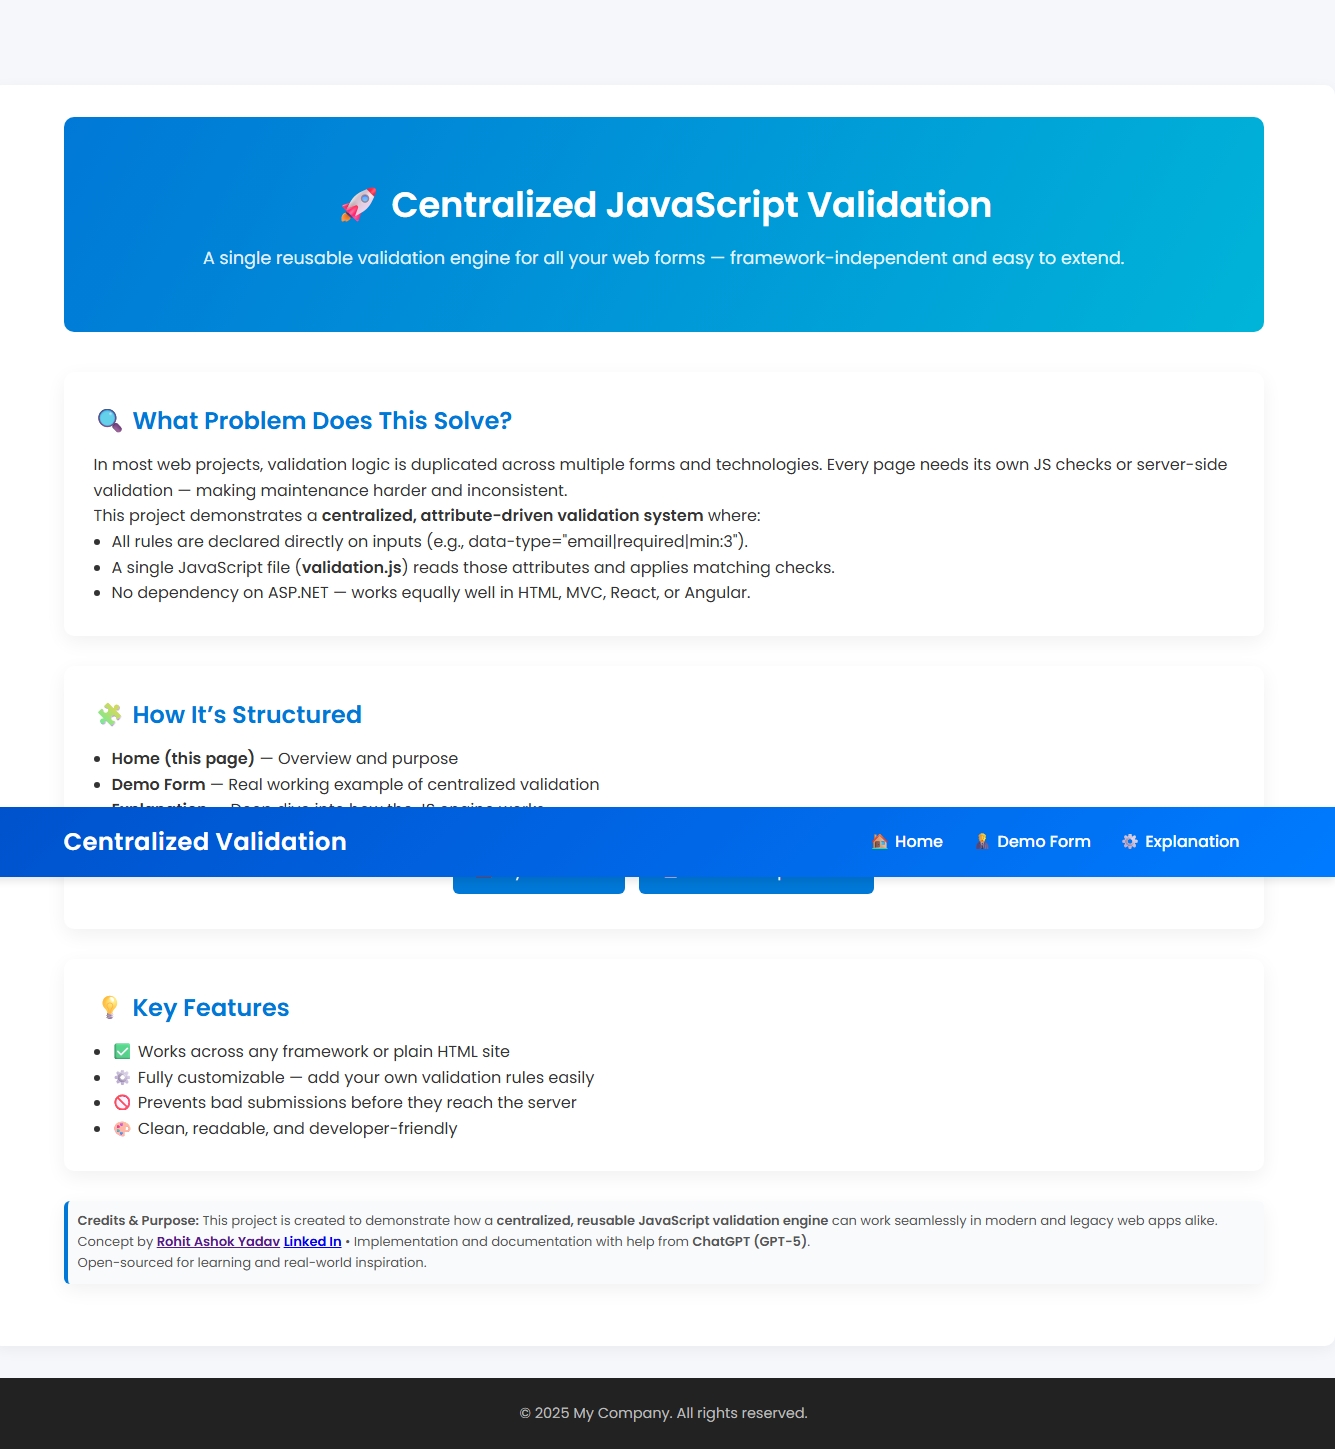 Centralized JavaScript Validation
A single reusable validation engine for all your web forms — framework-independent and easy to extend.
What Problem Does This Solve?
In most web projects, validation logic is duplicated across multiple forms and technologies. Every page needs its own JS checks or server-side
validation — making maintenance harder and inconsistent.
This project demonstrates a centralized, attribute-driven validation system where:
• All rules are declared directly on inputs (e.g., data-type="email|required|min:3").
• A single JavaScript file (validation.js) reads those attributes and applies matching checks.
• No dependency on ASP.NET — works equally well in HTML, MVC, React, or Angular.
How It’s Structured
• Home (this page) — Overview and purpose
• Demo Form — Real working example of centralized validation
Explanation — Deep dive into how the JS engine works
Centralized Validation
Home Demo Form Explanation
Key Features
• Works across any framework or plain HTML site
• Fully customizable — add your own validation rules easily
• Prevents bad submissions before they reach the server
• Clean, readable, and developer-friendly
Credits & Purpose: This project is created to demonstrate how a centralized, reusable JavaScript validation engine can work seamlessly in modern and legacy web apps alike.
Concept by Rohit Ashok Yadav Linked In • Implementation and documentation with help from ChatGPT (GPT-5).
Open-sourced for learning and real-world inspiration.
© 2025 My Company. All rights reserved.